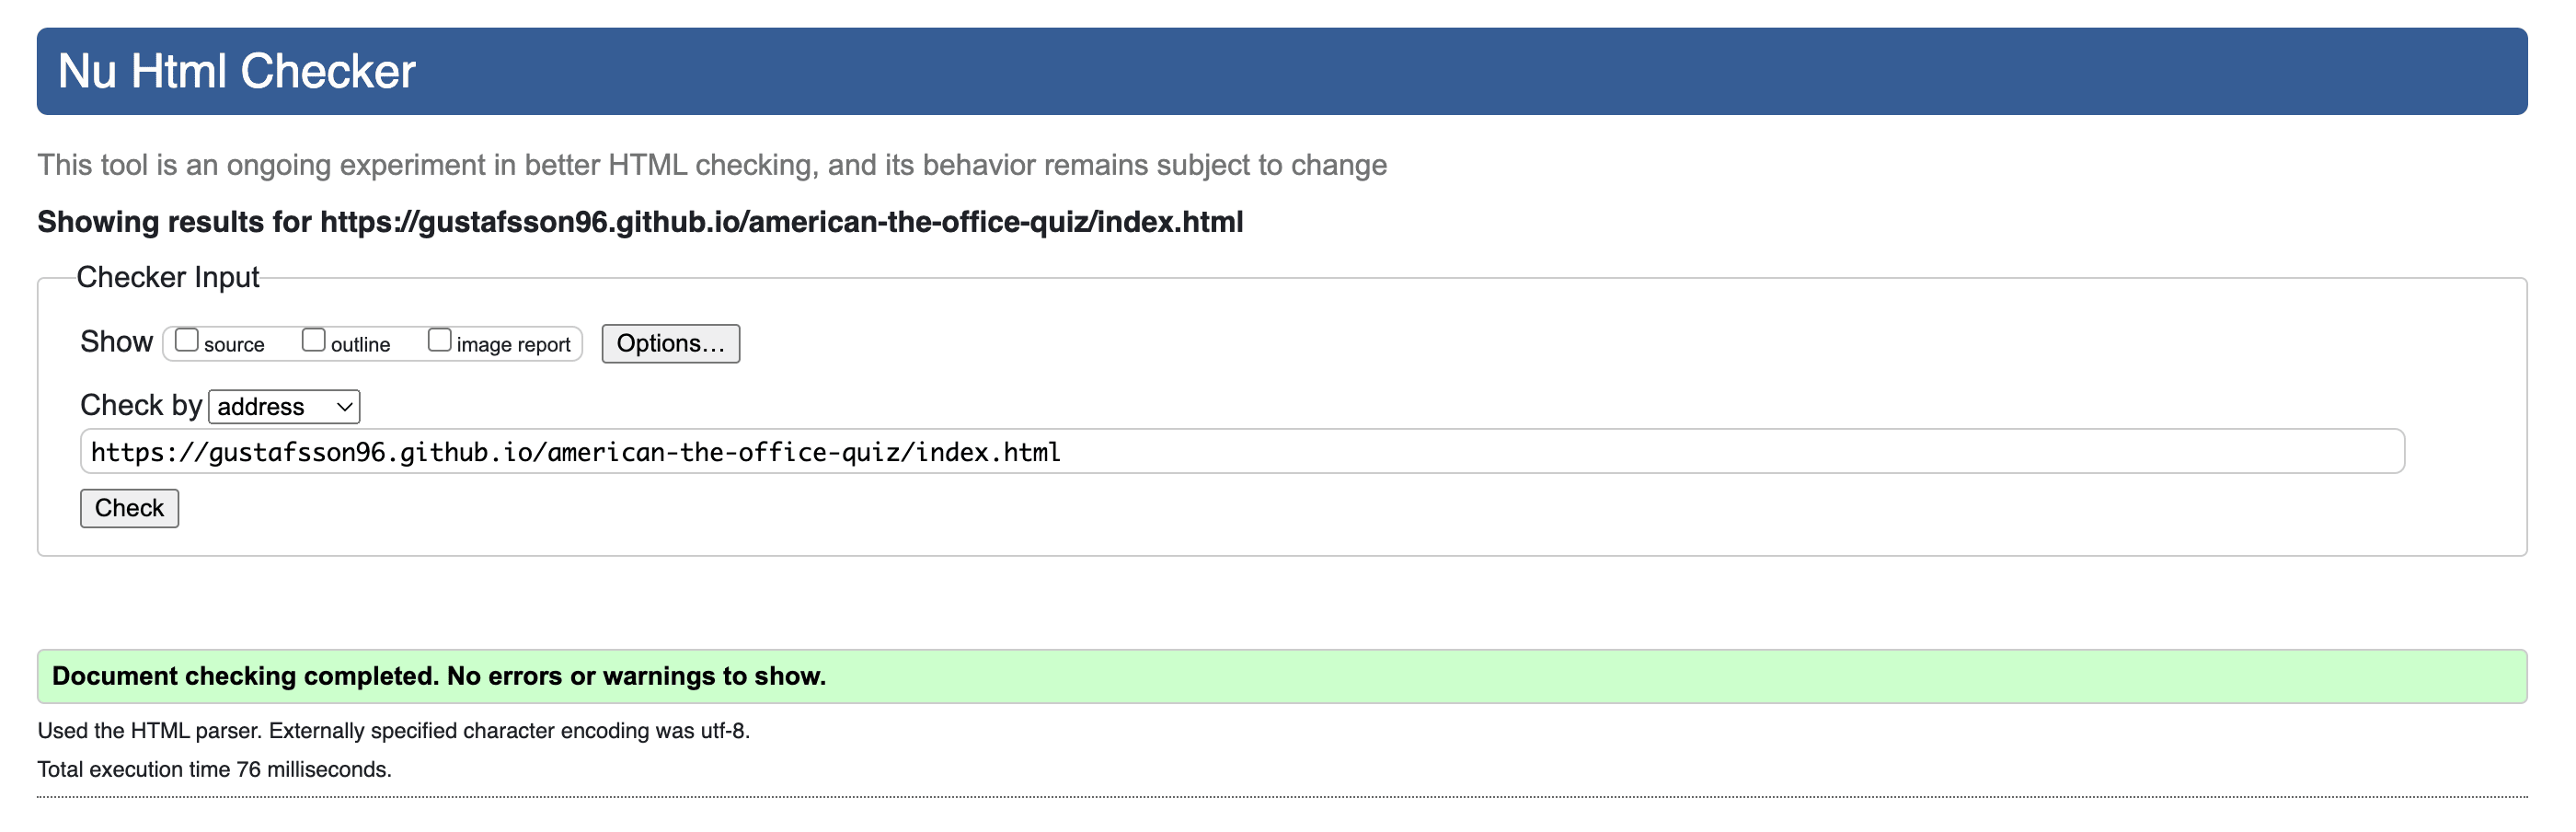 Nu Html Checker
This tool is an ongoing experiment in better HTML checking, and its behavior remains subject to change
Showing results for https://gustafsson96.github.io/american-the-office-quiz/index.html
Checker Input
Show source outline image report Options...
Check by address
https://gustafsson96.github.io/american-the-office-quiz/index.html
Check
Document checking completed. No errors or warnings to show.
Used the HTML parser. Externally specified character encoding was utf-8.
Total execution time 76 milliseconds.